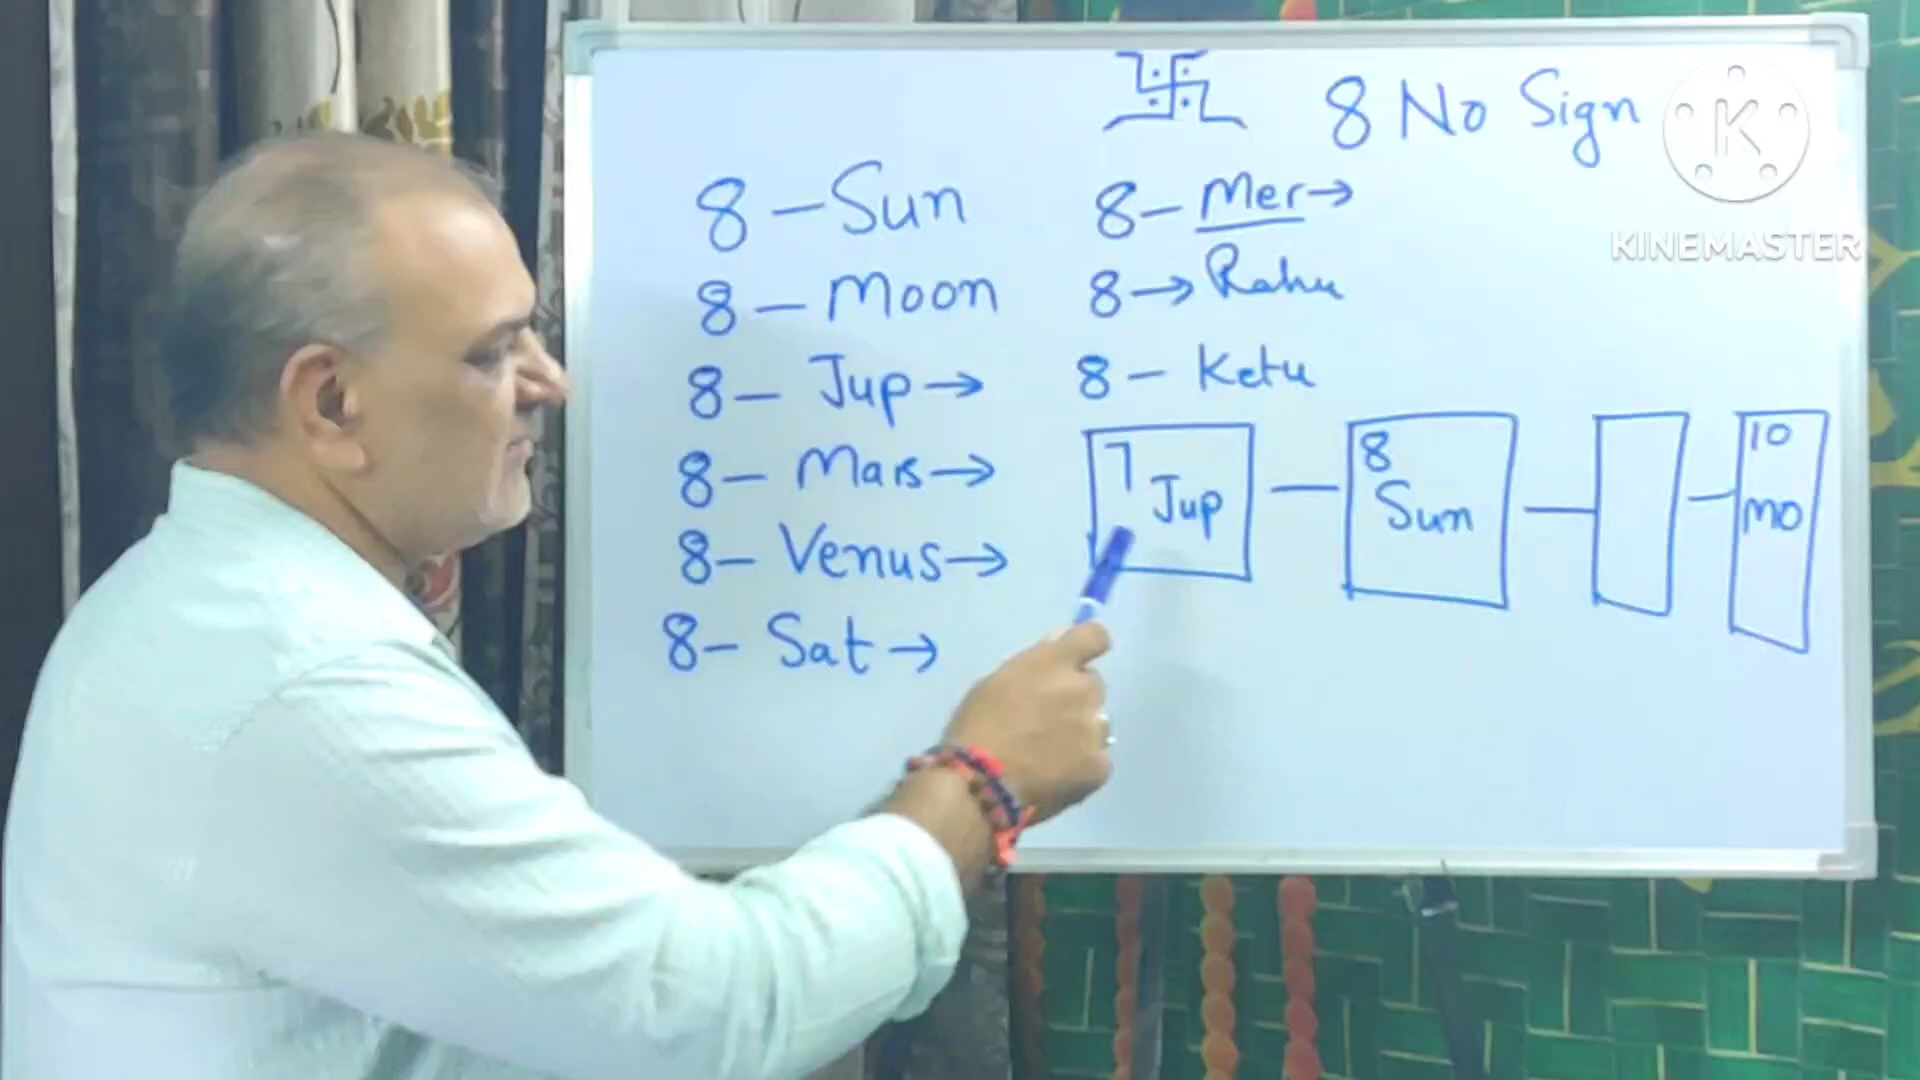 8 No Sign
K
KINEMASTER
8 - Sun
8 - Moon
8 - Jup →
8 - Mars →
8 - Venus →
8 - Sat →
8 - Mer →
8 → Rahu
8 - Ketu
7
Jup
8
Sun
10
MO